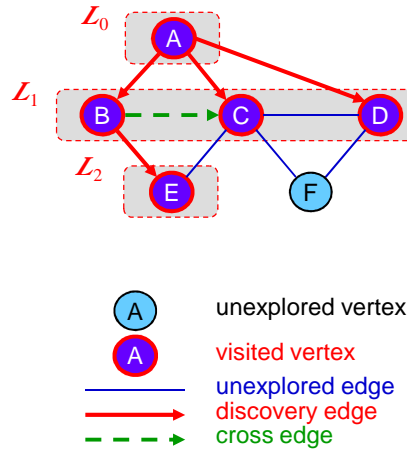 L0
A
L1
B C D
L2
E F
A unexplored vertex
A visited vertex
unexplored edge
discovery edge
cross edge